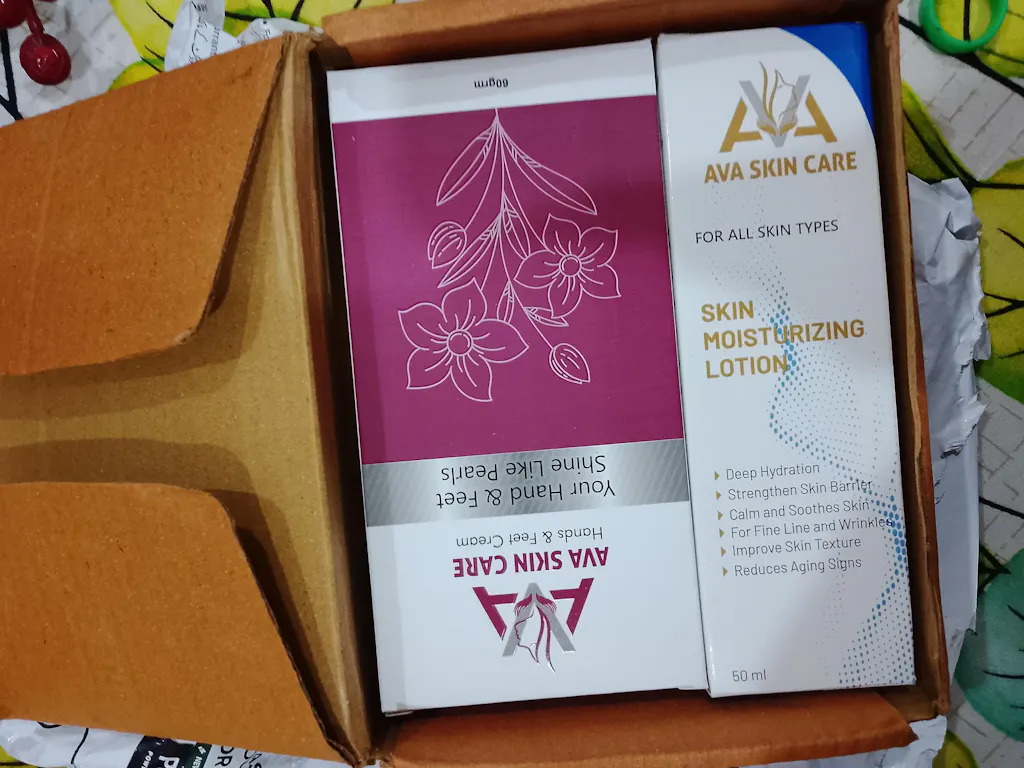 60grm
Your Hand & Feet
Shine Like Pearls
Hands & Feet Cream
AVA SKIN CARE
AVA
AVA
AVA SKIN CARE
FOR ALL SKIN TYPES
SKIN
MOISTURIZING
LOTION
Deep Hydration
Strengthen Skin Barrier
Calm and Soothes Skin
For Fine Line and Wrinkles
Improve Skin Texture
Reduces Aging Signs
50 ml